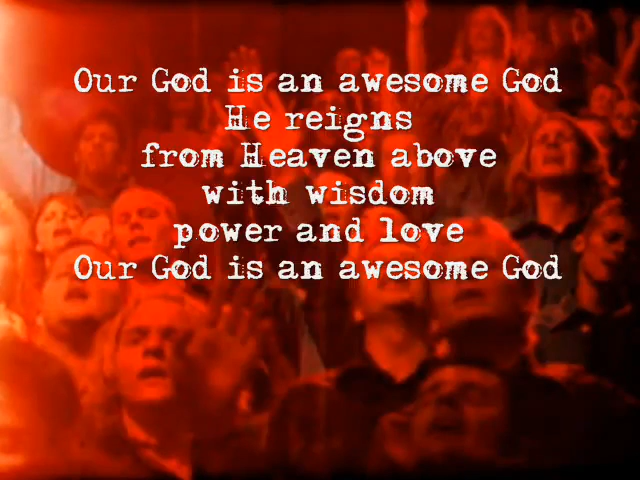 Our God is an awesome God
He reigns
from Heaven above
with wisdom
power and love
Our God is an awesome God